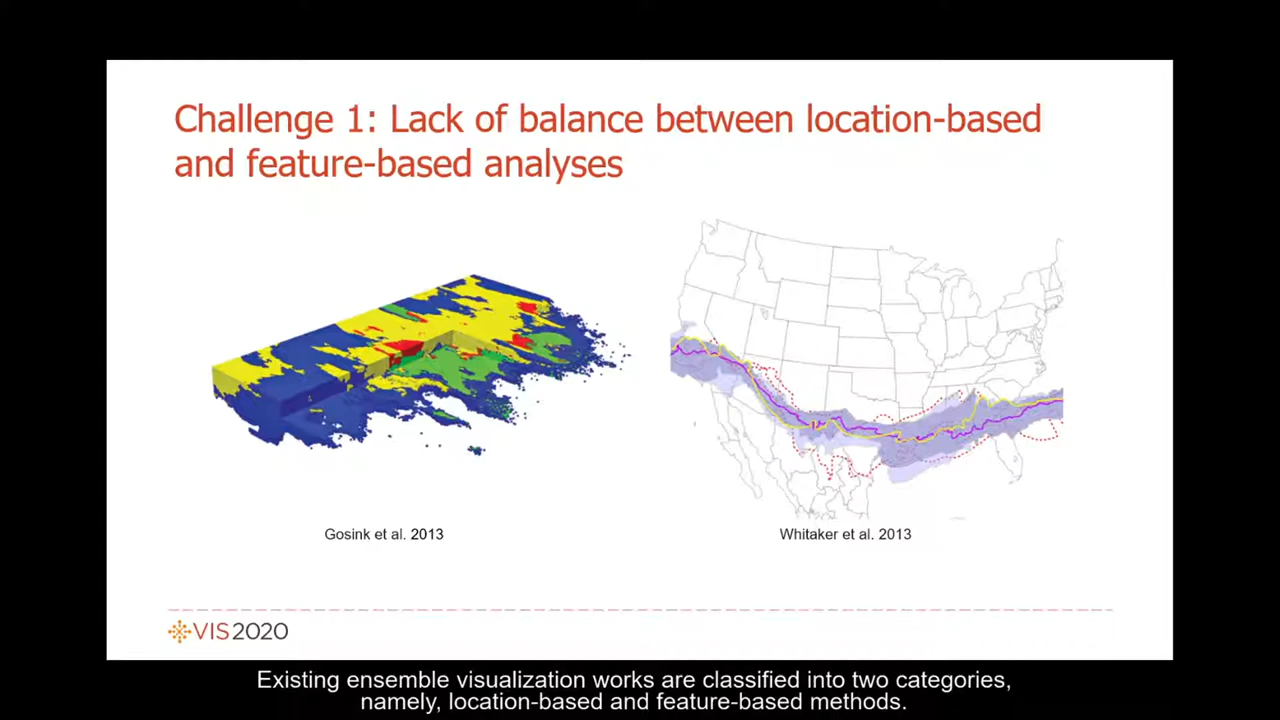 Challenge 1: Lack of balance between location-based
and feature-based analyses
Gosink et al. 2013
Whitaker et al. 2013
VIS2020
Existing ensemble visualization works are classified into two categories,
namely, location-based and feature-based methods.